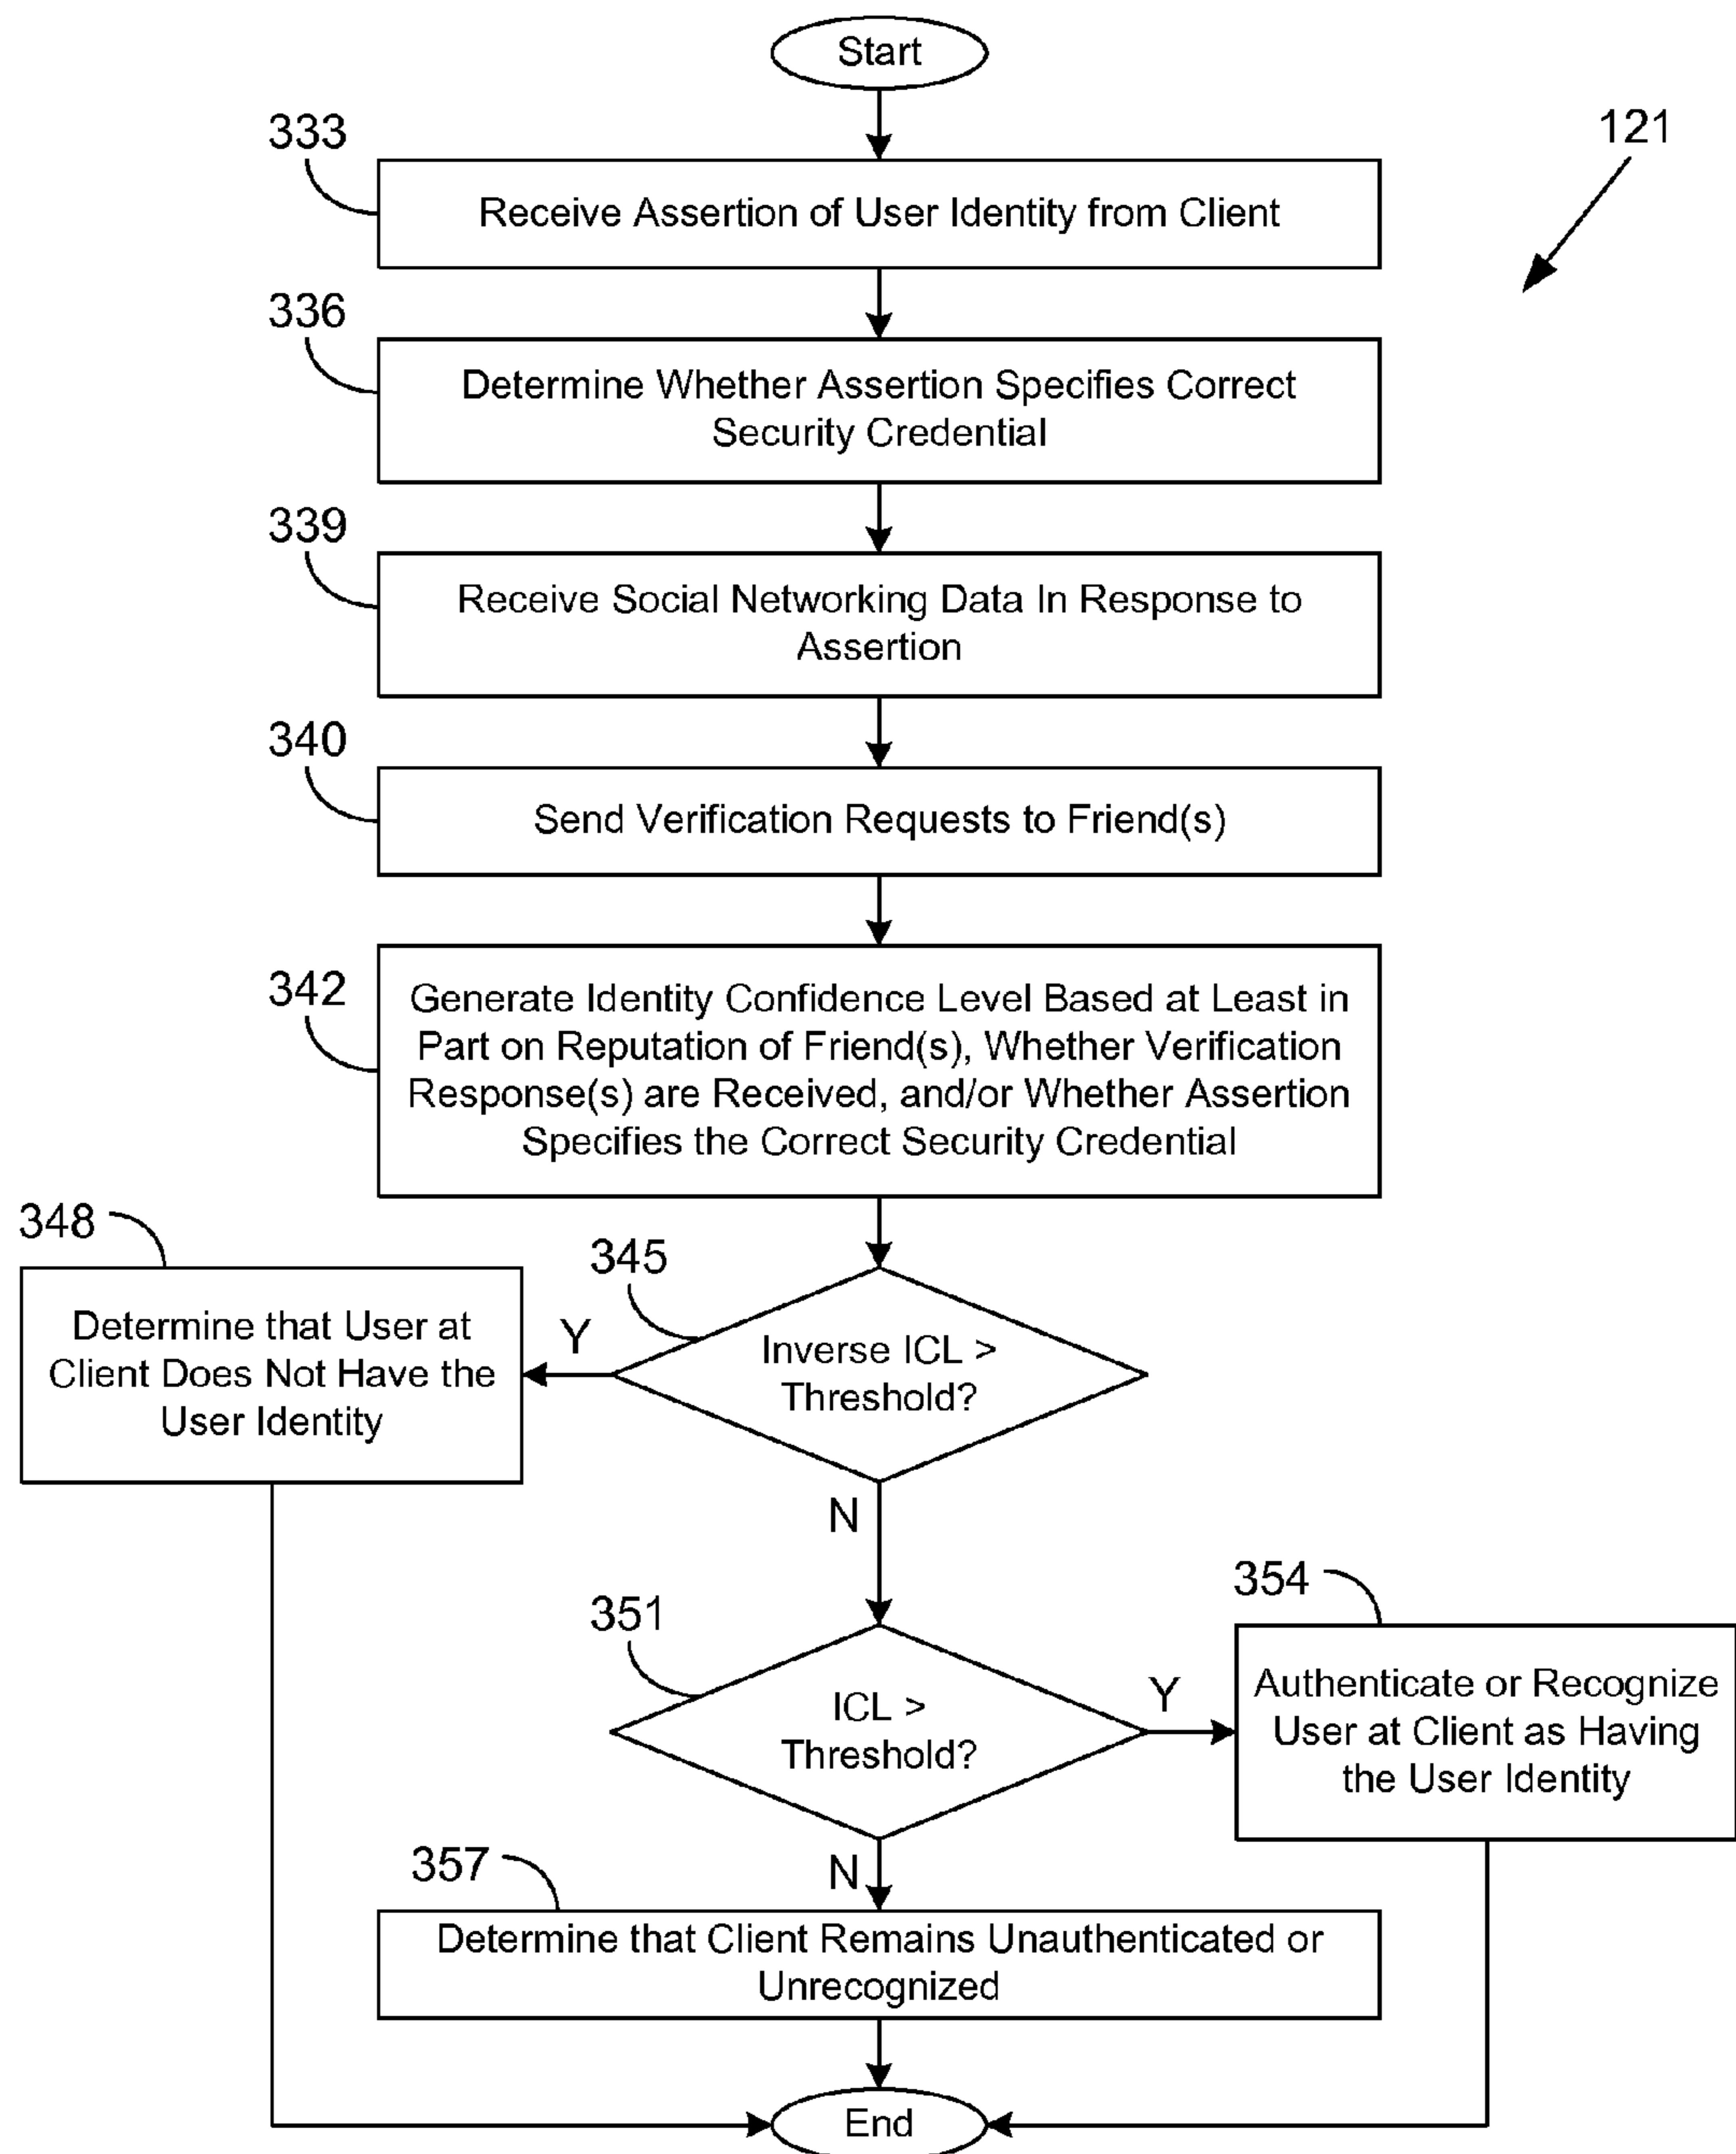 Start
121
333
Receive Assertion of User Identity from Client
336
Determine Whether Assertion Specifies Correct
Security Credential
339
Receive Social Networking Data In Response to
Assertion
340
Send Verification Requests to Friend(s)
342
Generate Identity Confidence Level Based at Least in
Part on Reputation of Friend(s), Whether Verification
Response(s) are Received, and/or Whether Assertion
Specifies the Correct Security Credential
348
Determine that User at
Client Does Not Have the
User Identity
Y
345
Inverse ICL >
Threshold?
N
351
ICL >
Threshold?
Y
354
Authenticate or Recognize
User at Client as Having
the User Identity
N
357
Determine that Client Remains Unauthenticated or
Unrecognized
End